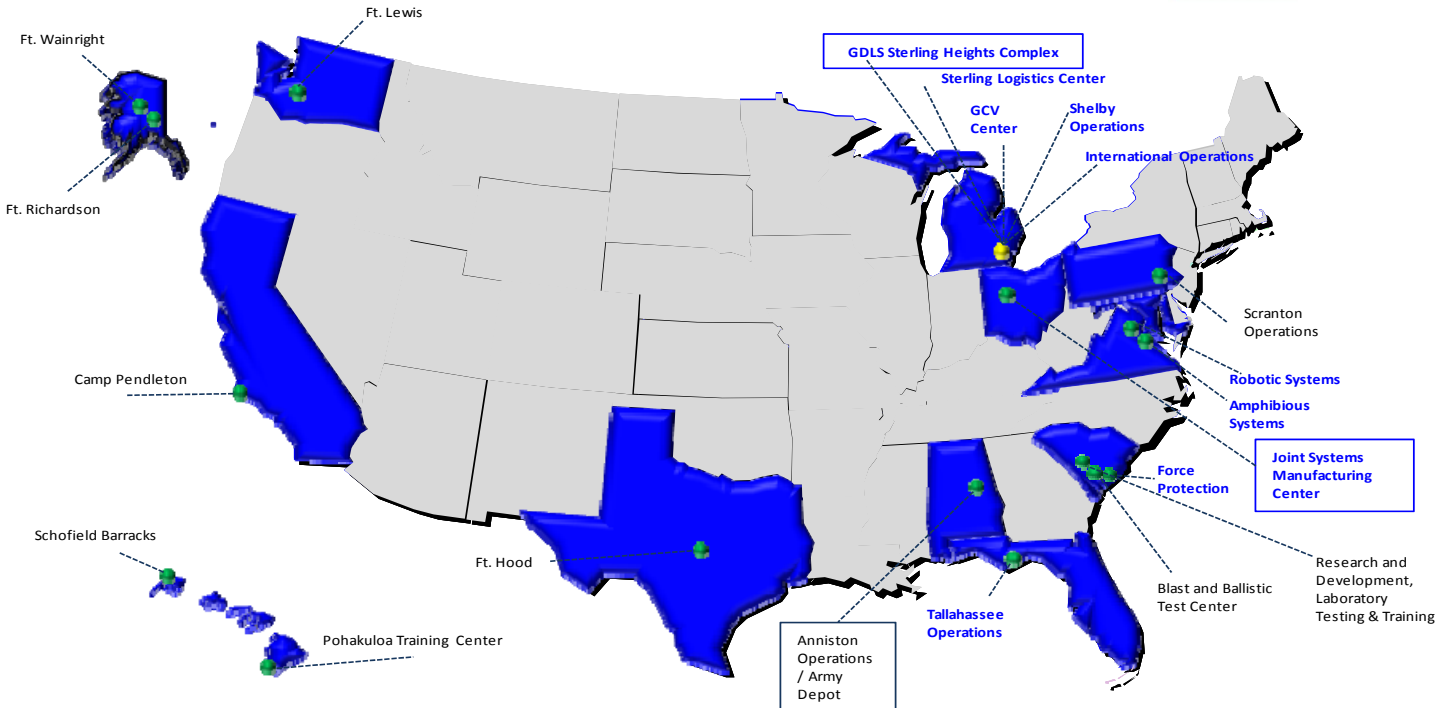 Ft. Lewis
Ft. Wainright
Ft. Richardson
GDLS Sterling Heights Complex
Sterling Logistics Center
GCV
Center
Shelby
Operations
International Operations
Scranton
Operations
Camp Pendleton
Robotic Systems
Amphibious
Systems
Joint Systems
Manufacturing
Center
Force
Protection
Schofield Barracks
Ft. Hood
Research and
Development,
Laboratory
Testing & Training
Blast and Ballistic
Test Center
Tallahassee
Operations
Pohakuloa Training Center
Anniston
Operations
/ Army
Depot